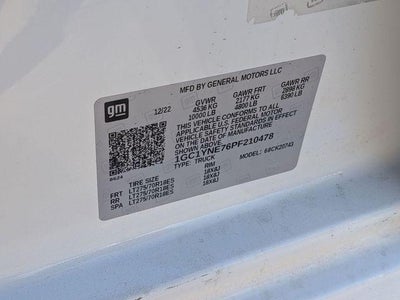 gm
MFD BY GENERAL MOTORS LLC
12/22 GVWR GAWR FRT GAWR RR
4536 KG 2177 KG 2898 KG
10000 LB 4800 LB 6390 LB
THIS VEHICLE CONFORMS TO ALL
APPLICABLE U.S. FEDERAL MOTOR
VEHICLE SAFETY STANDARDS IN EFFECT
ON THE DATE OF MANUFACTURE
1GC1YNE76PF210478
TYPE: TRUCK MODEL: 68CK20743
TIRE SIZE RIM
FRT LT275/70R18ES 18X8J
RR LT275/70R18ES 18X8J
SPA LT275/70R18ES 18X8J